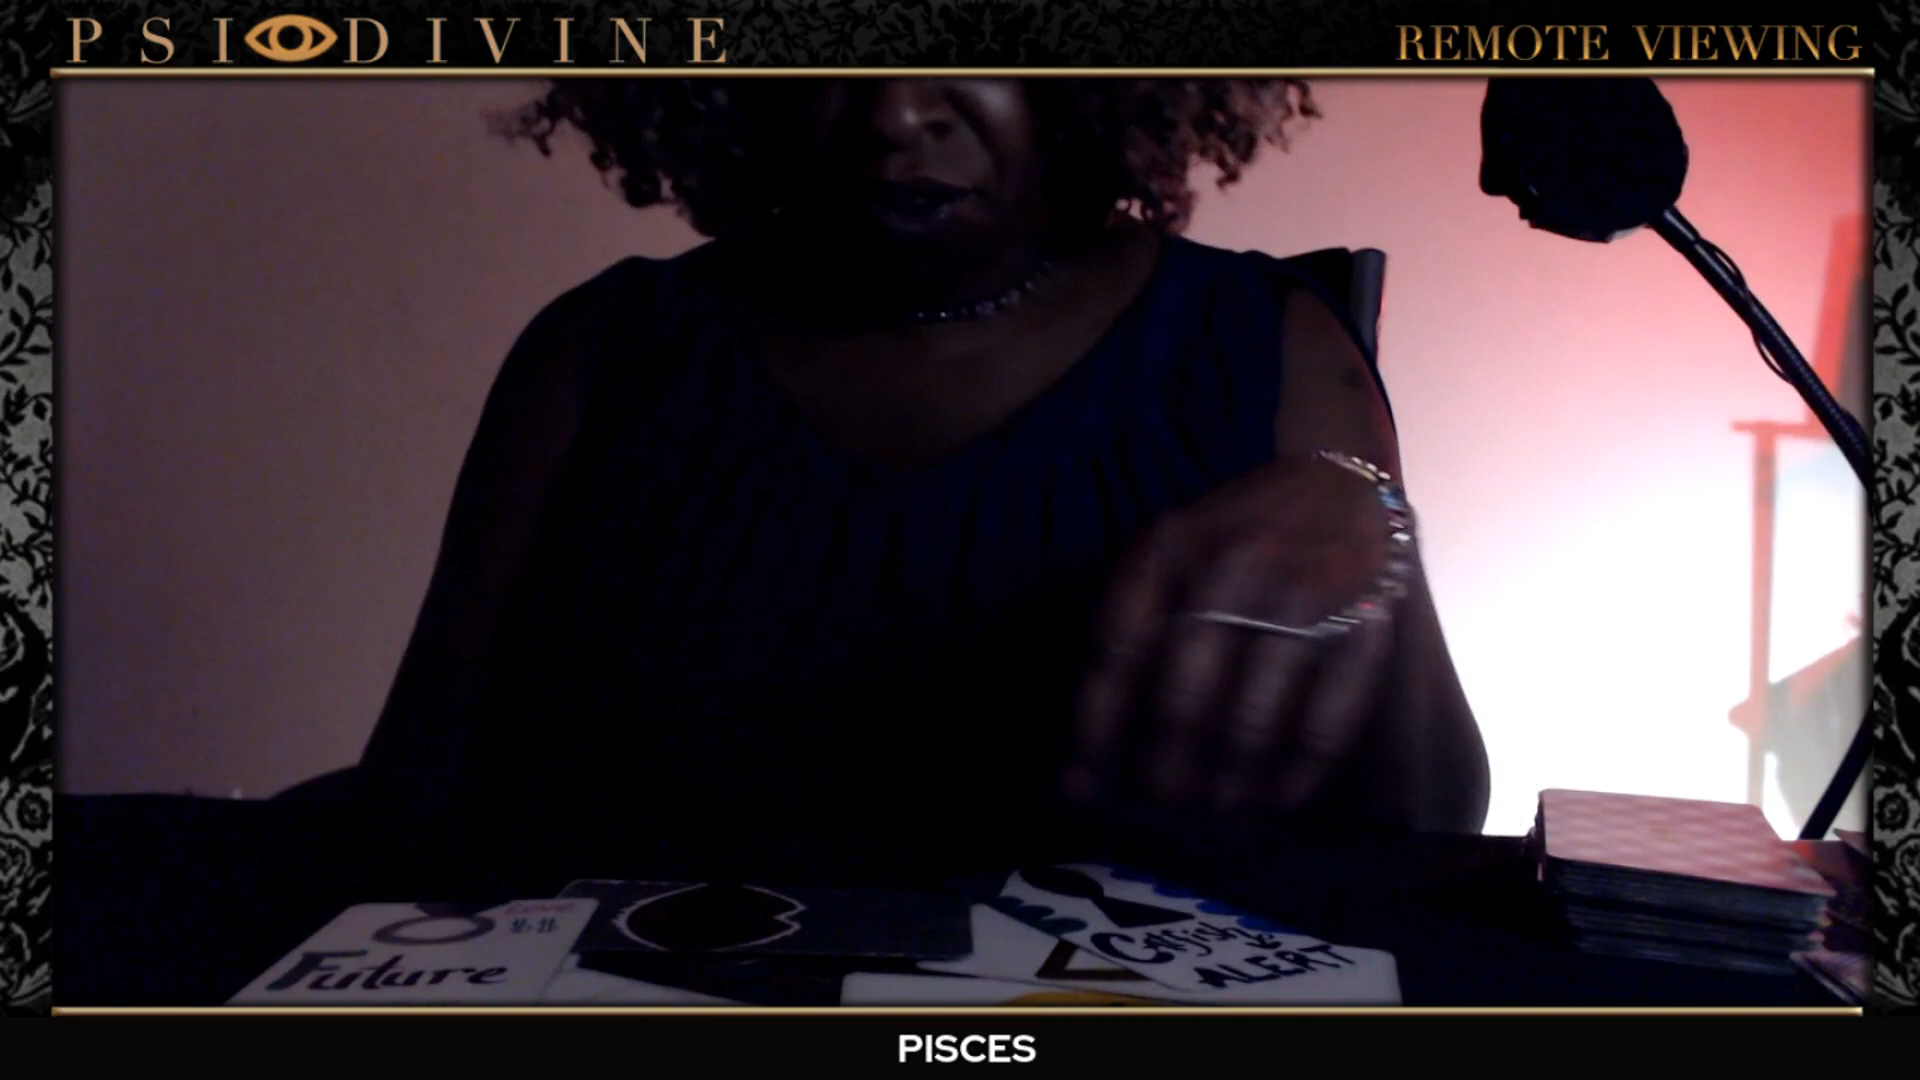 PSI DIVINE
REMOTE VIEWING
Future
Catfish
ALERT
PISCES